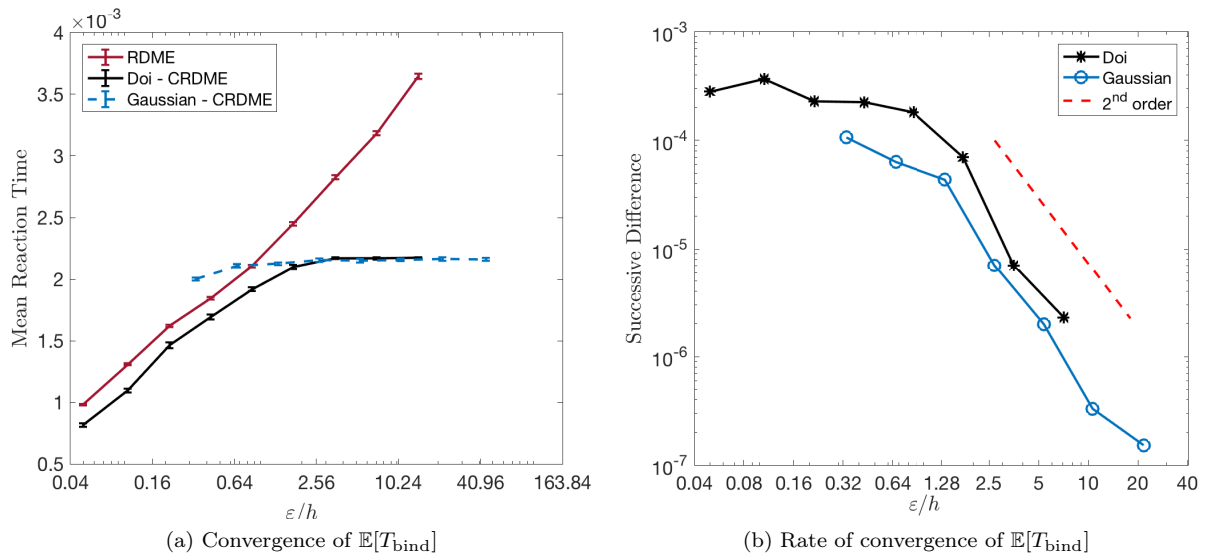 ×10⁻³
4
3.5
3
2.5
2
1.5
1
0.5
Mean Reaction Time
RDME
Doi - CRDME
Gaussian - CRDME
0.04 0.16 0.64 2.56 10.24 40.96 163.84
ε/h
(a) Convergence of 𝔼[T_bind]
10⁻³
10⁻⁴
10⁻⁵
10⁻⁶
10⁻⁷
Successive Difference
Doi
Gaussian
2ⁿᵈ order
0.04 0.08 0.16 0.32 0.64 1.28 2.5 5 10 20 40
ε/h
(b) Rate of convergence of 𝔼[T_bind]